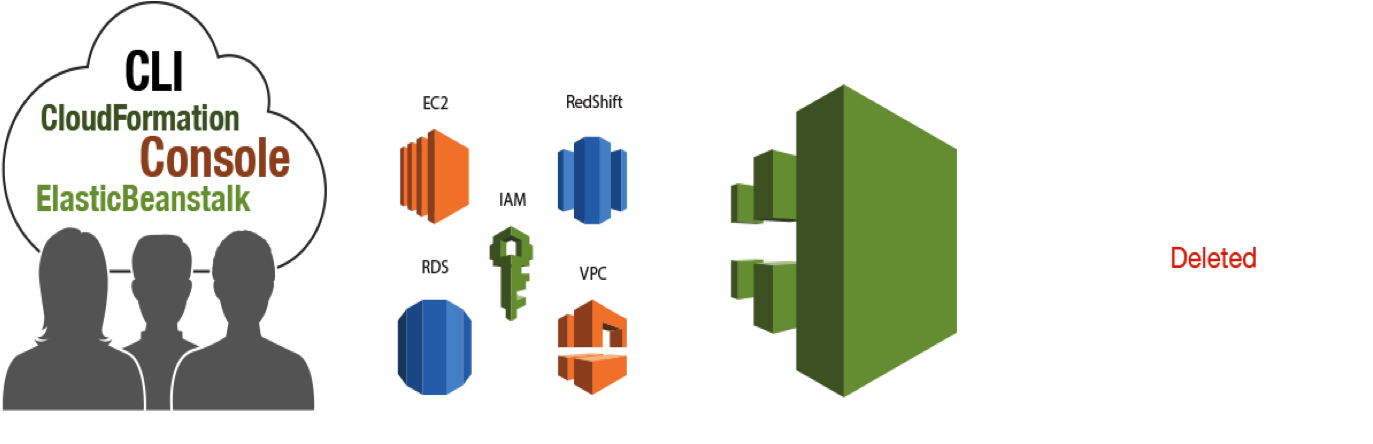 CLI
CloudFormation
Console
ElasticBeanstalk
EC2
RedShift
IAM
RDS
VPC
Deleted